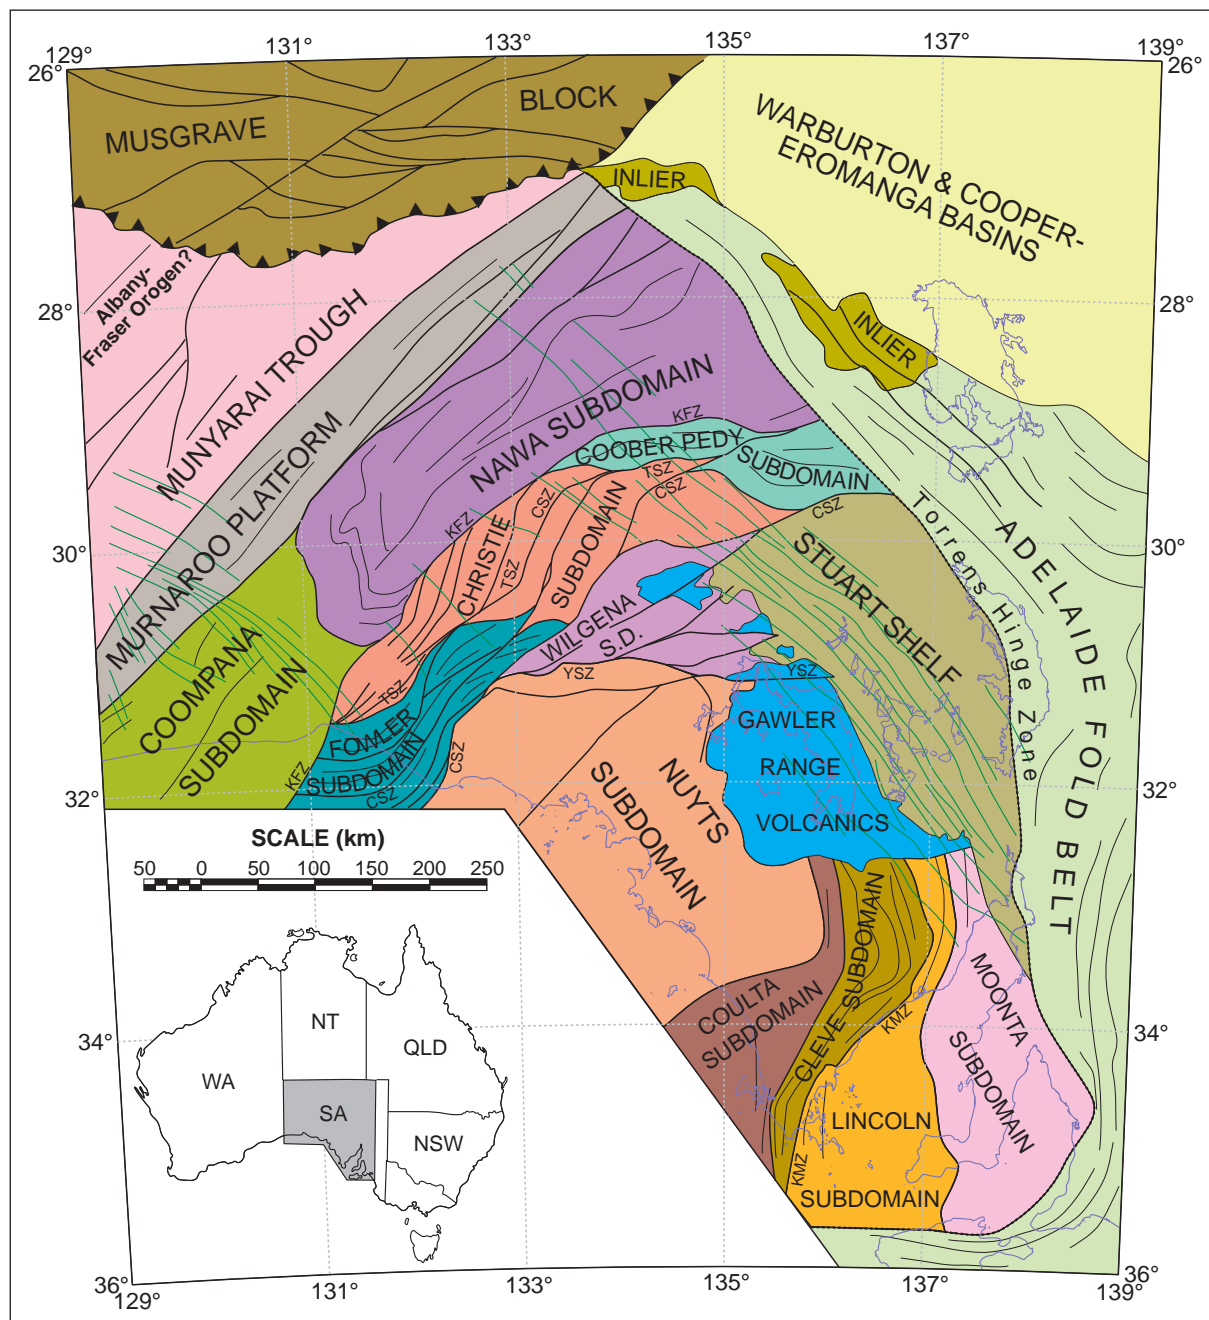 129°
131°
133°
135°
137°
139°
26°
26°
MUSGRAVE
BLOCK
WARBURTON & COOPER-
EROMANGA BASINS
INLIER
Albany-
Fraser Orogen?
28°
28°
INLIER
MUNYARAI TROUGH
MURNAROO PLATFORM
NAWA SUBDOMAIN
KFZ
COOBER PEDY
SUBDOMAIN
TSZ
CSZ
CSZ
KFZ
CSZ
TSZ
CHRISTIE
SUBDOMAIN
30°
30°
STUART SHELF
Torrens Hinge Zone
ADELAIDE FOLD BELT
WILGENA
S.D.
COOMPANA
SUBDOMAIN
TSZ
YSZ
YSZ
FOWLER
SUBDOMAIN
KFZ
CSZ
CSZ
GAWLER
RANGE
VOLCANICS
NUYTS
SUBDOMAIN
32°
32°
SCALE (km)
50 0 50 100 150 200 250
COULTA
SUBDOMAIN
CLEVE SUBDOMAIN
KMZ
MOONTA
SUBDOMAIN
34°
34°
LINCOLN
SUBDOMAIN
KMZ
NT
QLD
WA
SA
NSW
36°
36°
129°
131°
133°
135°
137°
139°